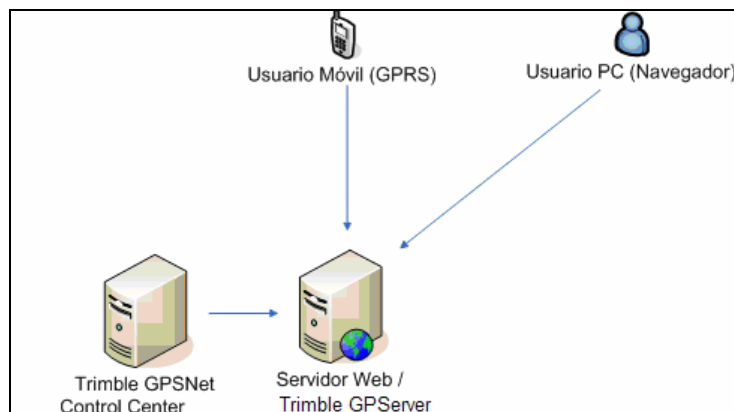 Usuario Móvil (GPRS)
Usuario PC (Navegador)
Trimble GPSNet
Control Center
Servidor Web /
Trimble GPServer